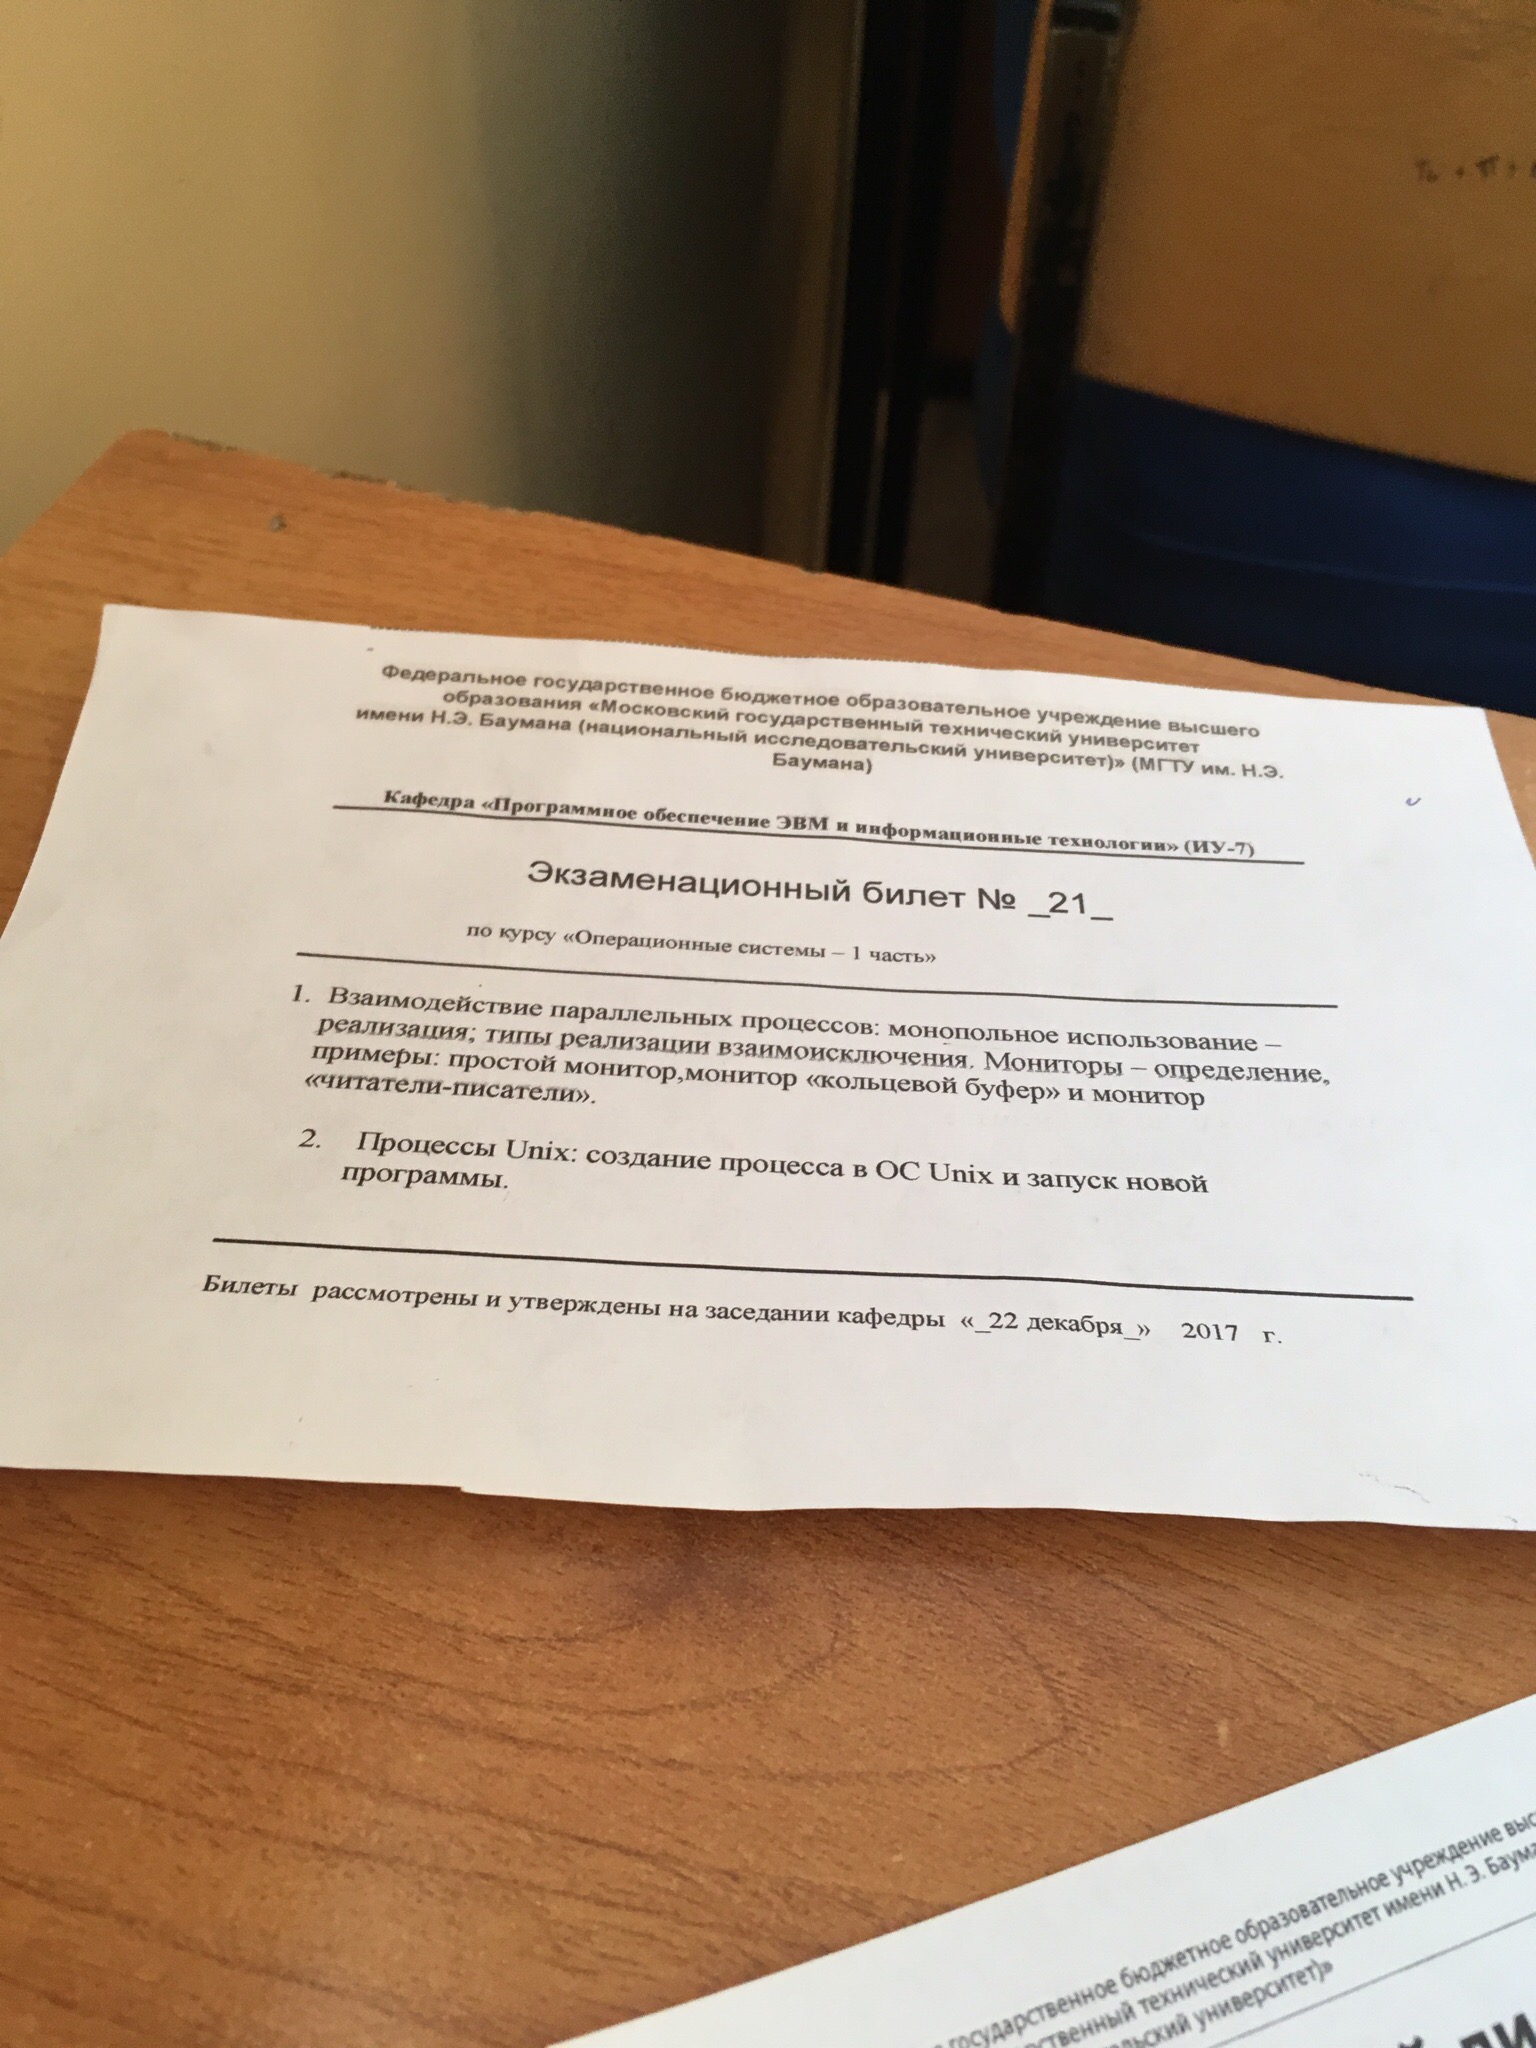 Федеральное государственное бюджетное образовательное учреждение высшего
образования «Московский государственный технический университет
имени Н.Э. Баумана (национальный исследовательский университет)» (МГТУ им. Н.Э.
Баумана)
Кафедра «Программное обеспечение ЭВМ и информационные технологии» (ИУ-7)
Экзаменационный билет № _21_
по курсу «Операционные системы – 1 часть»
1. Взаимодействие параллельных процессов: монопольное использование –
реализация; типы реализации взаимоисключения. Мониторы – определение,
примеры: простой монитор,монитор «кольцевой буфер» и монитор
«читатели-писатели».
2. Процессы Unix: создание процесса в ОС Unix и запуск новой
программы.
Билеты рассмотрены и утверждены на заседании кафедры «_22 декабря_» 2017 г.
государственное бюджетное образовательное учреждение
технический университет имени Н. Э.
университет)»